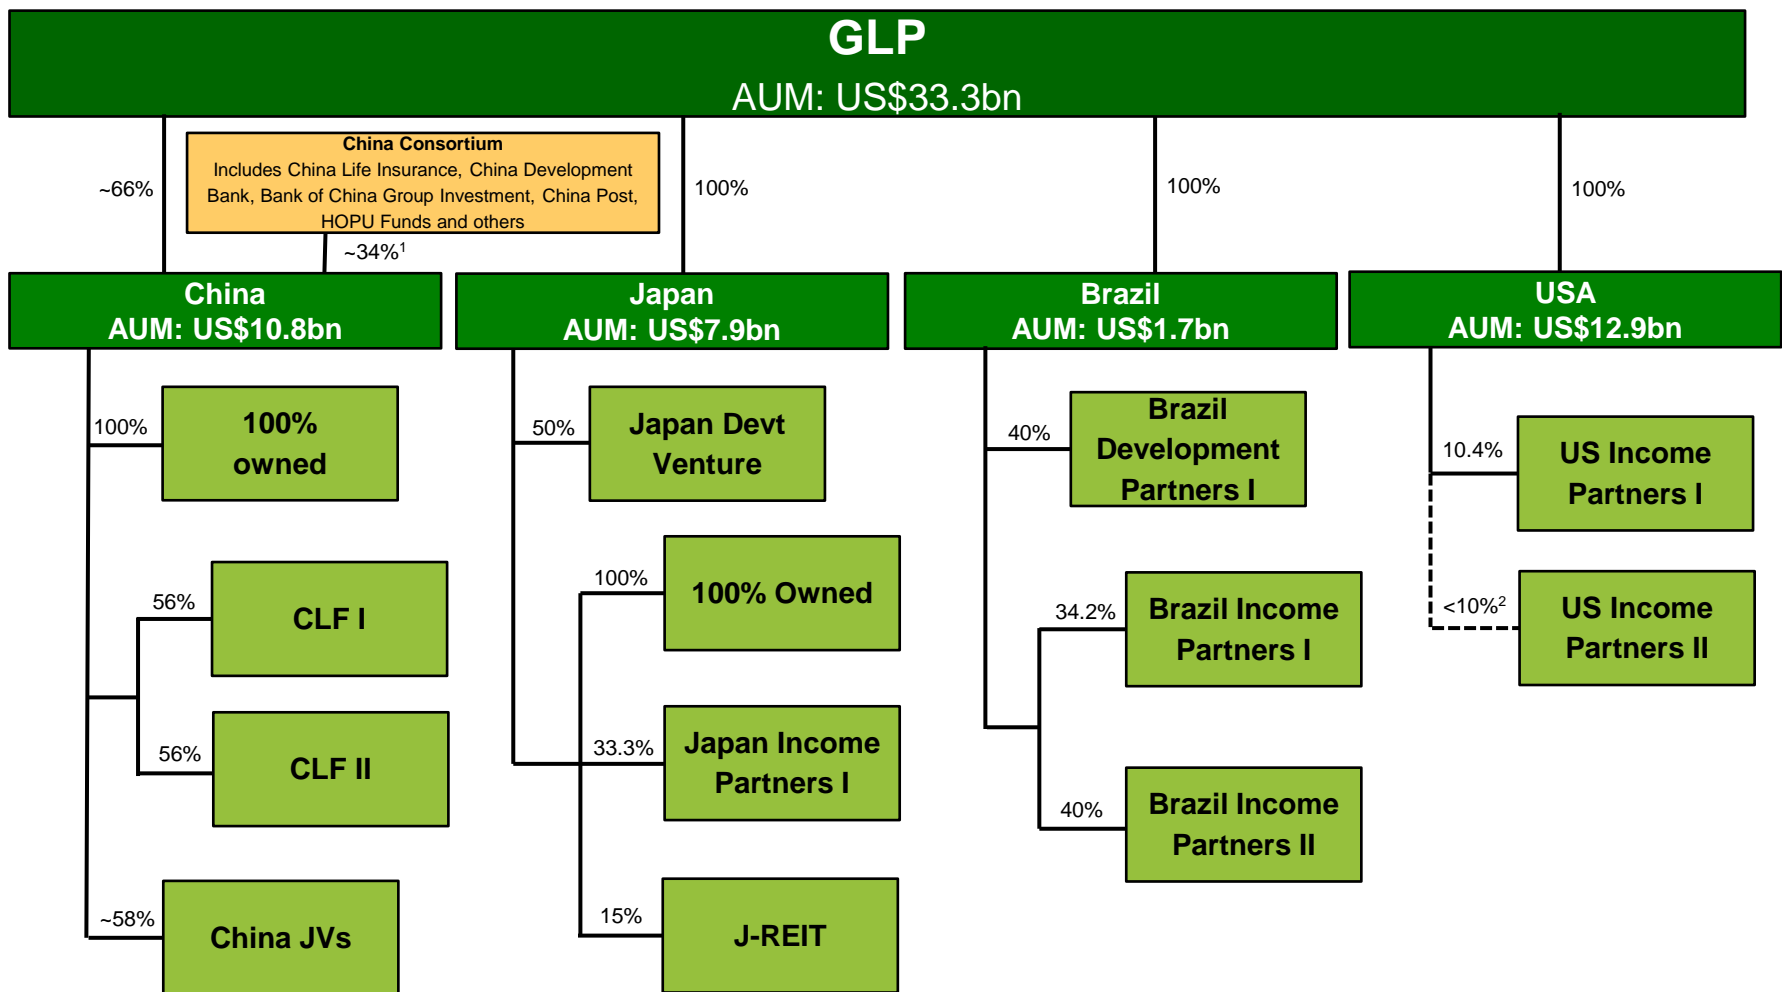 GLP
AUM: US$33.3bn
China Consortium
Includes China Life Insurance, China Development
Bank, Bank of China Group Investment, China Post,
HOPU Funds and others
~66%
100%
100%
100%
~34%¹
China
AUM: US$10.8bn
Japan
AUM: US$7.9bn
Brazil
AUM: US$1.7bn
USA
AUM: US$12.9bn
100%
100%
owned
56%
CLF I
56%
CLF II
~58%
China JVs
50%
Japan Devt
Venture
100%
100% Owned
33.3%
Japan Income
Partners I
15%
J-REIT
40%
Brazil
Development
Partners I
34.2%
Brazil Income
Partners I
40%
Brazil Income
Partners II
10.4%
US Income
Partners I
<10%²
US Income
Partners II